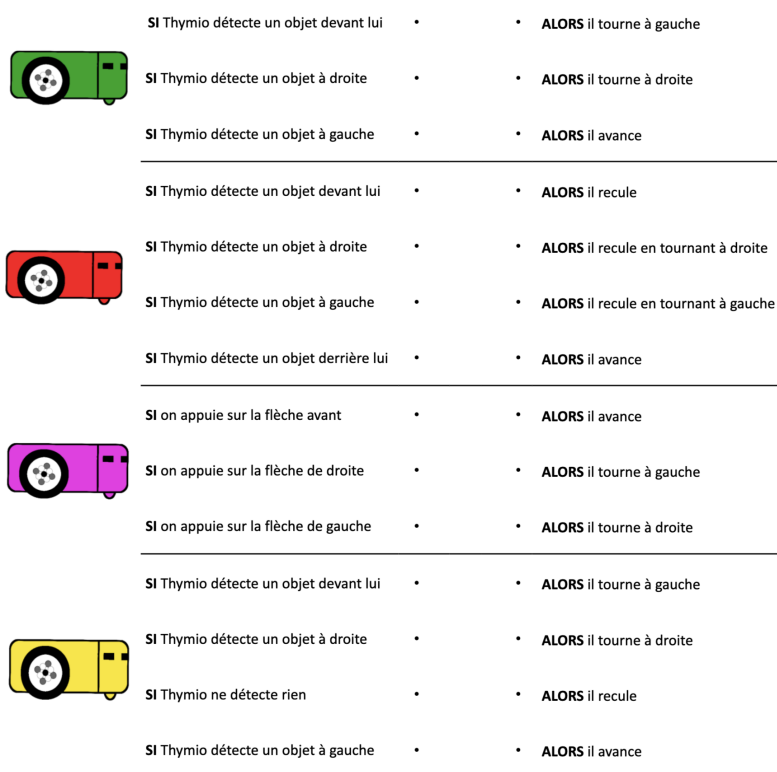 SI Thymio détecte un objet devant lui • • ALORS il tourne à gauche
SI Thymio détecte un objet à droite • • ALORS il tourne à droite
SI Thymio détecte un objet à gauche • • ALORS il avance
SI Thymio détecte un objet devant lui • • ALORS il recule
SI Thymio détecte un objet à droite • • ALORS il recule en tournant à droite
SI Thymio détecte un objet à gauche • • ALORS il recule en tournant à gauche
SI Thymio détecte un objet derrière lui • • ALORS il avance
SI on appuie sur la flèche avant • • ALORS il avance
SI on appuie sur la flèche de droite • • ALORS il tourne à gauche
SI on appuie sur la flèche de gauche • • ALORS il tourne à droite
SI Thymio détecte un objet devant lui • • ALORS il tourne à gauche
SI Thymio détecte un objet à droite • • ALORS il tourne à droite
SI Thymio ne détecte rien • • ALORS il recule
SI Thymio détecte un objet à gauche • • ALORS il avance